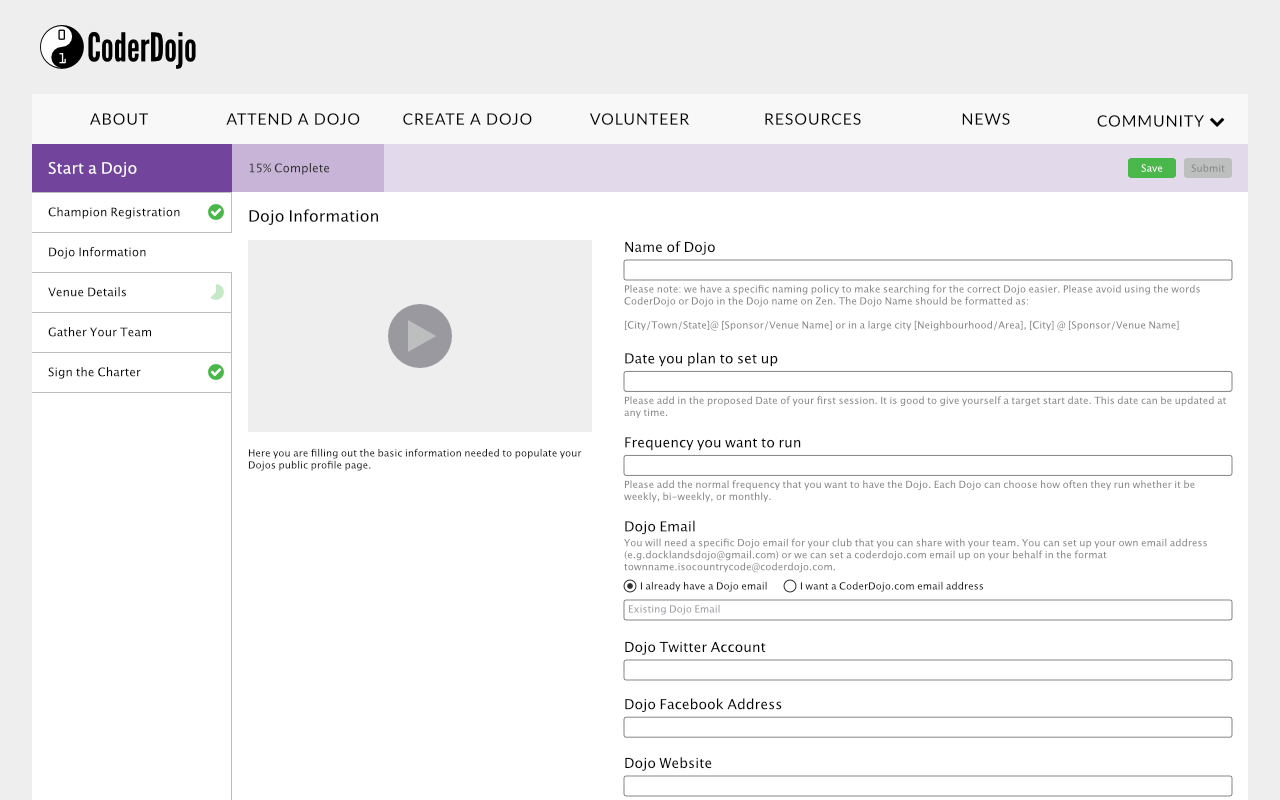 0
1
CoderDojo
ABOUT
ATTEND A DOJO
CREATE A DOJO
VOLUNTEER
RESOURCES
NEWS
COMMUNITY
Start a Dojo
15% Complete
Save
Submit
Champion Registration
Dojo Information
Venue Details
Gather Your Team
Sign the Charter
Dojo Information
Here you are filling out the basic information needed to populate your
Dojos public profile page.
Name of Dojo
Please note: we have a specific naming policy to make searching for the correct Dojo easier. Please avoid using the words
CoderDojo or Dojo in the Dojo name on Zen. The Dojo Name should be formatted as:
[City/Town/State]@ [Sponsor/Venue Name] or in a large city [Neighbourhood/Area], [City] @ [Sponsor/Venue Name]
Date you plan to set up
Please add in the proposed Date of your first session. It is good to give yourself a target start date. This date can be updated at
any time.
Frequency you want to run
Please add the normal frequency that you want to have the Dojo. Each Dojo can choose how often they run whether it be
weekly, bi-weekly, or monthly.
Dojo Email
You will need a specific Dojo email for your club that you can share with your team. You can set up your own email address
(e.g.docklandsdojo@gmail.com) or we can set a coderdojo.com email up on your behalf in the format
townname.isocountrycode@coderdojo.com.
I already have a Dojo email
I want a CoderDojo.com email address
Existing Dojo Email
Dojo Twitter Account
Dojo Facebook Address
Dojo Website